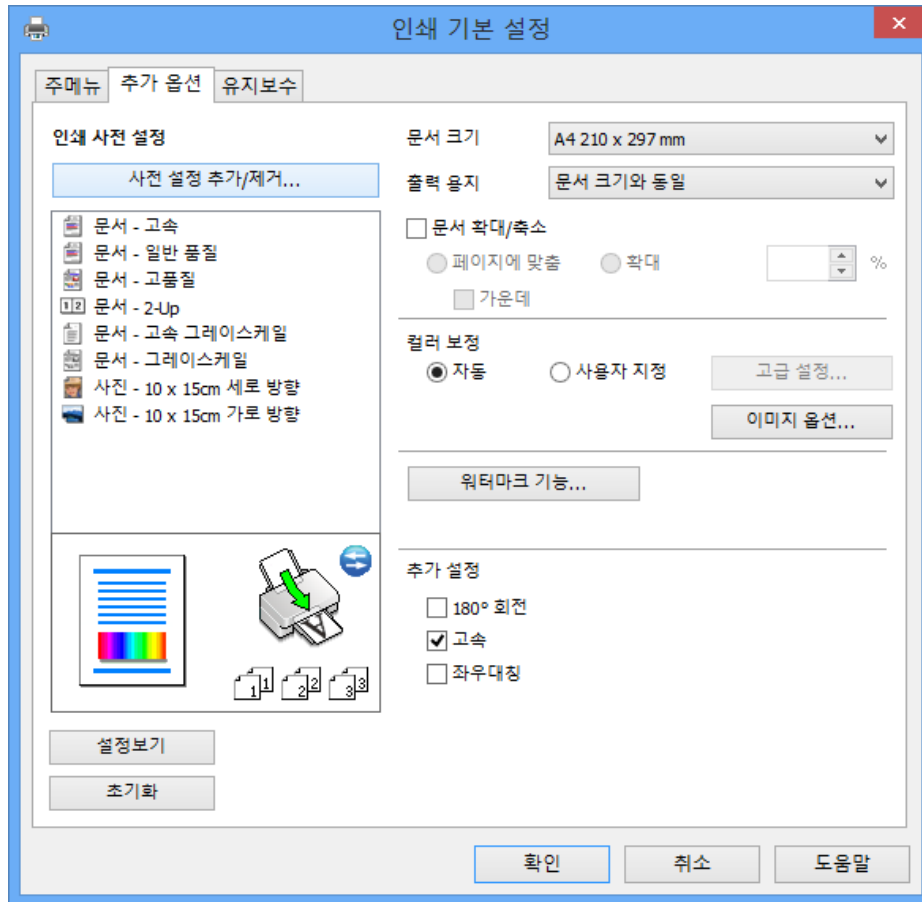 인쇄 기본 설정
주메뉴 추가 옵션 유지보수
인쇄 사전 설정
사전 설정 추가/제거...
문서 - 고속
문서 - 일반 품질
문서 - 고품질
1 2 문서 - 2-Up
문서 - 고속 그레이스케일
문서 - 그레이스케일
사진 - 10 x 15cm 세로 방향
사진 - 10 x 15cm 가로 방향
A
1 1 2 2 3 3
설정보기
초기화
문서 크기 A4 210 x 297 mm
출력 용지 문서 크기와 동일
문서 확대/축소
페이지에 맞춤 확대 %
가운데
컬러 보정
자동 사용자 지정 고급 설정...
이미지 옵션...
워터마크 기능...
추가 설정
180° 회전
고속
좌우대칭
확인 취소 도움말